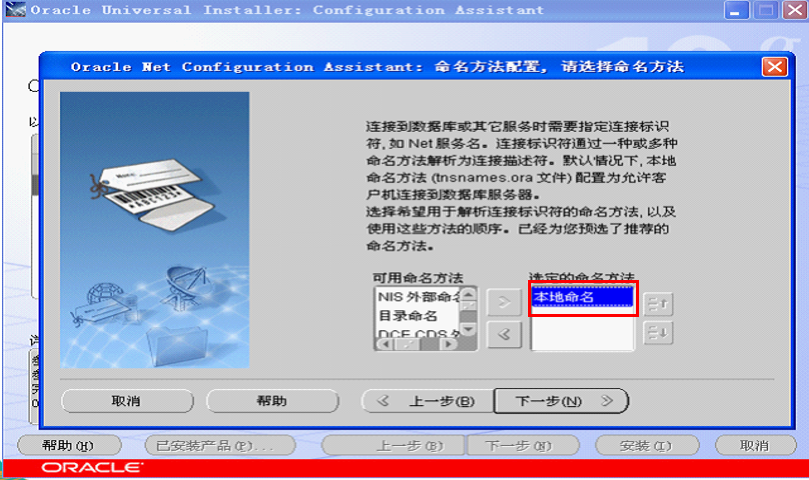 Oracle Universal Installer: Configuration Assistant
Oracle Net Configuration Assistant: 命名方法配置, 请选择命名方法
连接到数据库或其它服务时需要指定连接标识
符,如 Net 服务名。连接标识符通过一种或多种
命名方法解析为连接描述符。默认情况下,本地
命名方法 (tnsnames.ora 文件) 配置为允许客
户机连接到数据库服务器。
选择希望用于解析连接标识符的命名方法,以及
使用这些方法的顺序。已经为您预选了推荐的
命名方法。
可用命名方法
选定的命名方法
NIS 外部命名
目录命名
DCE CDS
本地命名
取消
帮助
上一步(B)
下一步(N)
帮助(H)
已安装产品(P)...
上一步(B)
下一步(N)
安装(I)
取消
ORACLE